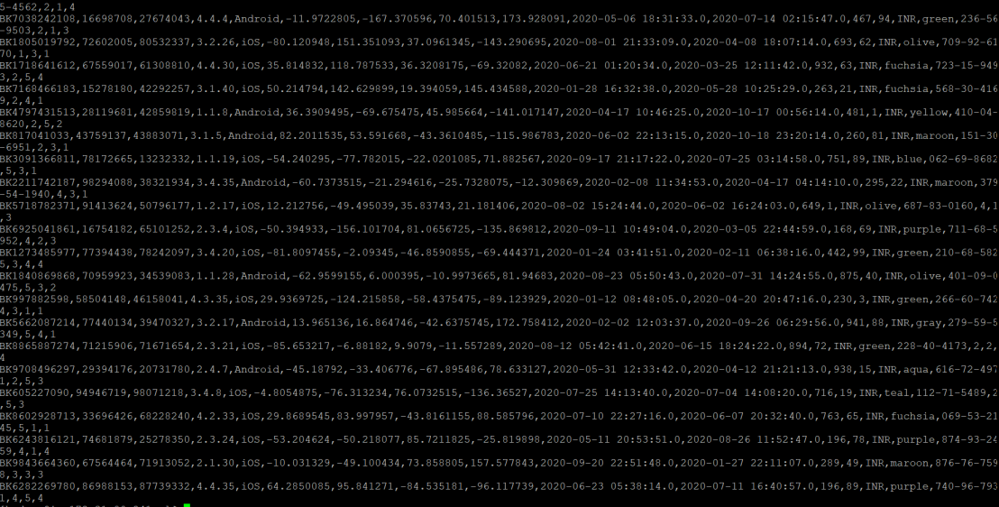 5-4562,2,1,4
BK7038242108,16698708,27674043,4.4.4,Android,-11.9722805,-167.370596,70.401513,173.928091,2020-05-06 18:31:33.0,2020-07-14 02:15:47.0,467,94,INR,green,236-56
-9503,2,1,3
BK1805019792,72602005,80532337,3.2.26,iOS,-80.120948,151.351093,37.0961345,-143.290695,2020-08-01 21:33:09.0,2020-04-08 18:07:14.0,693,62,INR,olive,709-92-61
70,1,3,1
BK1718641612,67559017,61308810,4.4.30,iOS,35.814832,118.787533,36.3208175,-69.32082,2020-06-21 01:20:34.0,2020-03-25 12:11:42.0,932,63,INR,fuchsia,723-15-949
3,2,5,4
BK7168466183,15278180,42292257,3.1.40,iOS,50.214794,142.629899,-19.394059,145.434588,2020-01-28 16:33:38.0,2020-05-28 10:25:29.0,263,21,INR,fuchsia,568-30-416
9,2,4,1
BK4797431513,28119681,42859819,1.1.8,Android,36.3909495,-69.675475,45.985664,-141.017147,2020-04-17 10:46:25.0,2020-10-17 00:56:14.0,481,1,INR,yellow,410-04-
8620,2,5,2
BK817041033,43759137,43883071,3.1.5,Android,82.2011535,53.591668,-43.3610485,-115.986783,2020-06-02 22:13:15.0,2020-10-18 23:20:14.0,260,81,INR,maroon,151-30
-6951,2,3,1
BK3091366811,78172665,13232332,1.1.19,iOS,-54.240295,-77.782015,-22.0201085,71.882567,2020-09-17 21:17:22.0,2020-07-25 03:14:58.0,751,89,INR,blue,062-69-8682
,5,3,1
BK2211742187,98294088,38321934,3.4.35,Android,-60.7373515,-21.294616,-25.7328075,-12.309869,2020-02-08 11:34:53.0,2020-04-17 04:14:10.0,295,22,INR,maroon,379
-54-1940,4,3,1
BK5718782371,91413624,50796177,1.2.17,iOS,12.212756,-49.495039,35.83743,21.181406,2020-08-02 15:24:44.0,2020-06-02 16:24:03.0,649,1,INR,olive,687-83-0160,4,1
,3
BK6925041861,16754182,65101252,2.3.4,iOS,-50.394933,-156.101704,81.0656725,-135.869812,2020-09-11 10:49:04.0,2020-03-05 22:44:59.0,168,69,INR,purple,711-68-5
952,4,2,3
BK1273485977,77394438,78242097,3.4.20,iOS,-81.8097455,-2.09345,-46.8590855,-69.444371,2020-01-24 03:41:51.0,2020-02-11 06:38:16.0,442,99,INR,green,210-68-582
5,3,4,4
BK1840869868,70959923,34539083,1.1.28,Android,-62.9599155,6.000395,-10.9973665,81.94683,2020-08-23 05:50:43.0,2020-07-31 14:24:55.0,875,40,INR,olive,401-09-0
475,5,3,2
BK997882598,58504148,46158041,4.3.35,iOS,29.9369725,-124.215858,-58.4375475,-89.123929,2020-01-12 08:48:05.0,2020-04-20 20:47:16.0,230,3,INR,green,266-60-742
4,3,1,1
BK5662087214,77440134,39470327,3.2.17,Android,13.965136,16.864746,-42.6375745,172.758412,2020-02-02 12:03:37.0,2020-09-26 06:29:56.0,941,88,INR,gray,279-59-5
349,5,4,1
BK8865887274,71215906,71671654,2.3.21,iOS,-85.653217,-6.88182,9.9079,-11.557289,2020-08-12 05:42:41.0,2020-06-15 18:24:22.0,894,72,INR,green,228-40-4173,2,2,
4
BK9708496297,29394176,20731780,2.4.7,Android,-45.18792,-33.406776,-67.895486,78.633127,2020-05-31 12:33:42.0,2020-04-12 21:21:13.0,938,15,INR,aqua,616-72-497
1,2,5,3
BK605227090,94946719,98071218,3.4.8,iOS,-4.8054875,-76.313234,76.0732515,-136.36527,2020-07-25 14:13:40.0,2020-07-04 14:08:20.0,716,19,INR,teal,112-71-5489,2
,5,3
BK8602928713,33696426,68228240,4.2.33,iOS,29.8689545,83.997957,-43.8161155,88.585796,2020-07-10 22:27:16.0,2020-06-07 20:32:40.0,763,65,INR,fuchsia,069-53-21
45,5,1,1
BK6243816121,74681879,25278350,2.3.24,iOS,-53.204624,-50.218077,85.7211825,-25.819898,2020-05-11 20:53:51.0,2020-08-26 11:52:47.0,196,78,INR,purple,874-93-24
59,4,1,4
BK9843664360,67564464,71913052,2.1.30,iOS,-10.031329,-49.100434,73.858805,157.577843,2020-09-20 22:51:48.0,2020-01-27 22:11:07.0,289,49,INR,maroon,876-76-759
8,3,3,3
BK6282269780,86988153,87739332,4.4.35,iOS,64.2850085,95.841271,-84.535181,-96.117739,2020-06-23 05:38:14.0,2020-07-11 16:40:57.0,196,89,INR,purple,740-96-793
1,4,5,4